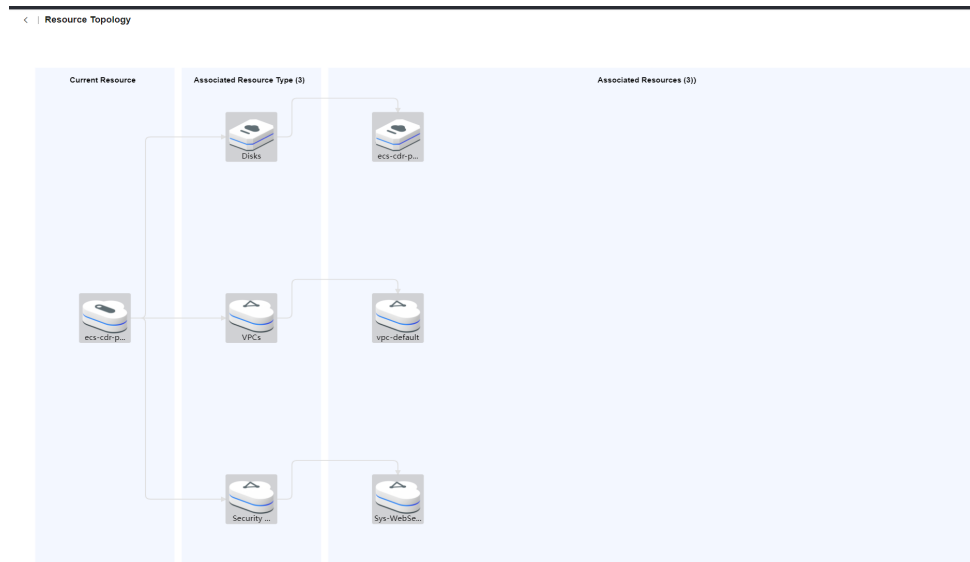 Resource Topology
Current Resource
Associated Resource Type (3)
Associated Resources (3))
Disks
ecs-cdr-p...
ecs-cdr-p...
VPCs
vpc-default
Security ...
Sys-WebSe...